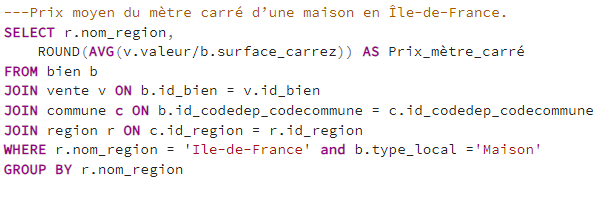 ---Prix moyen du mètre carré d’une maison en Île-de-France.
SELECT r.nom_region,
    ROUND(AVG(v.valeur/b.surface_carrez)) AS Prix_mètre_carré
FROM bien b
JOIN vente v ON b.id_bien = v.id_bien
JOIN commune c ON b.id_codedep_codecommune = c.id_codedep_codecommune
JOIN region r ON c.id_region = r.id_region
WHERE r.nom_region = 'Ile-de-France' and b.type_local ='Maison'
GROUP BY r.nom_region